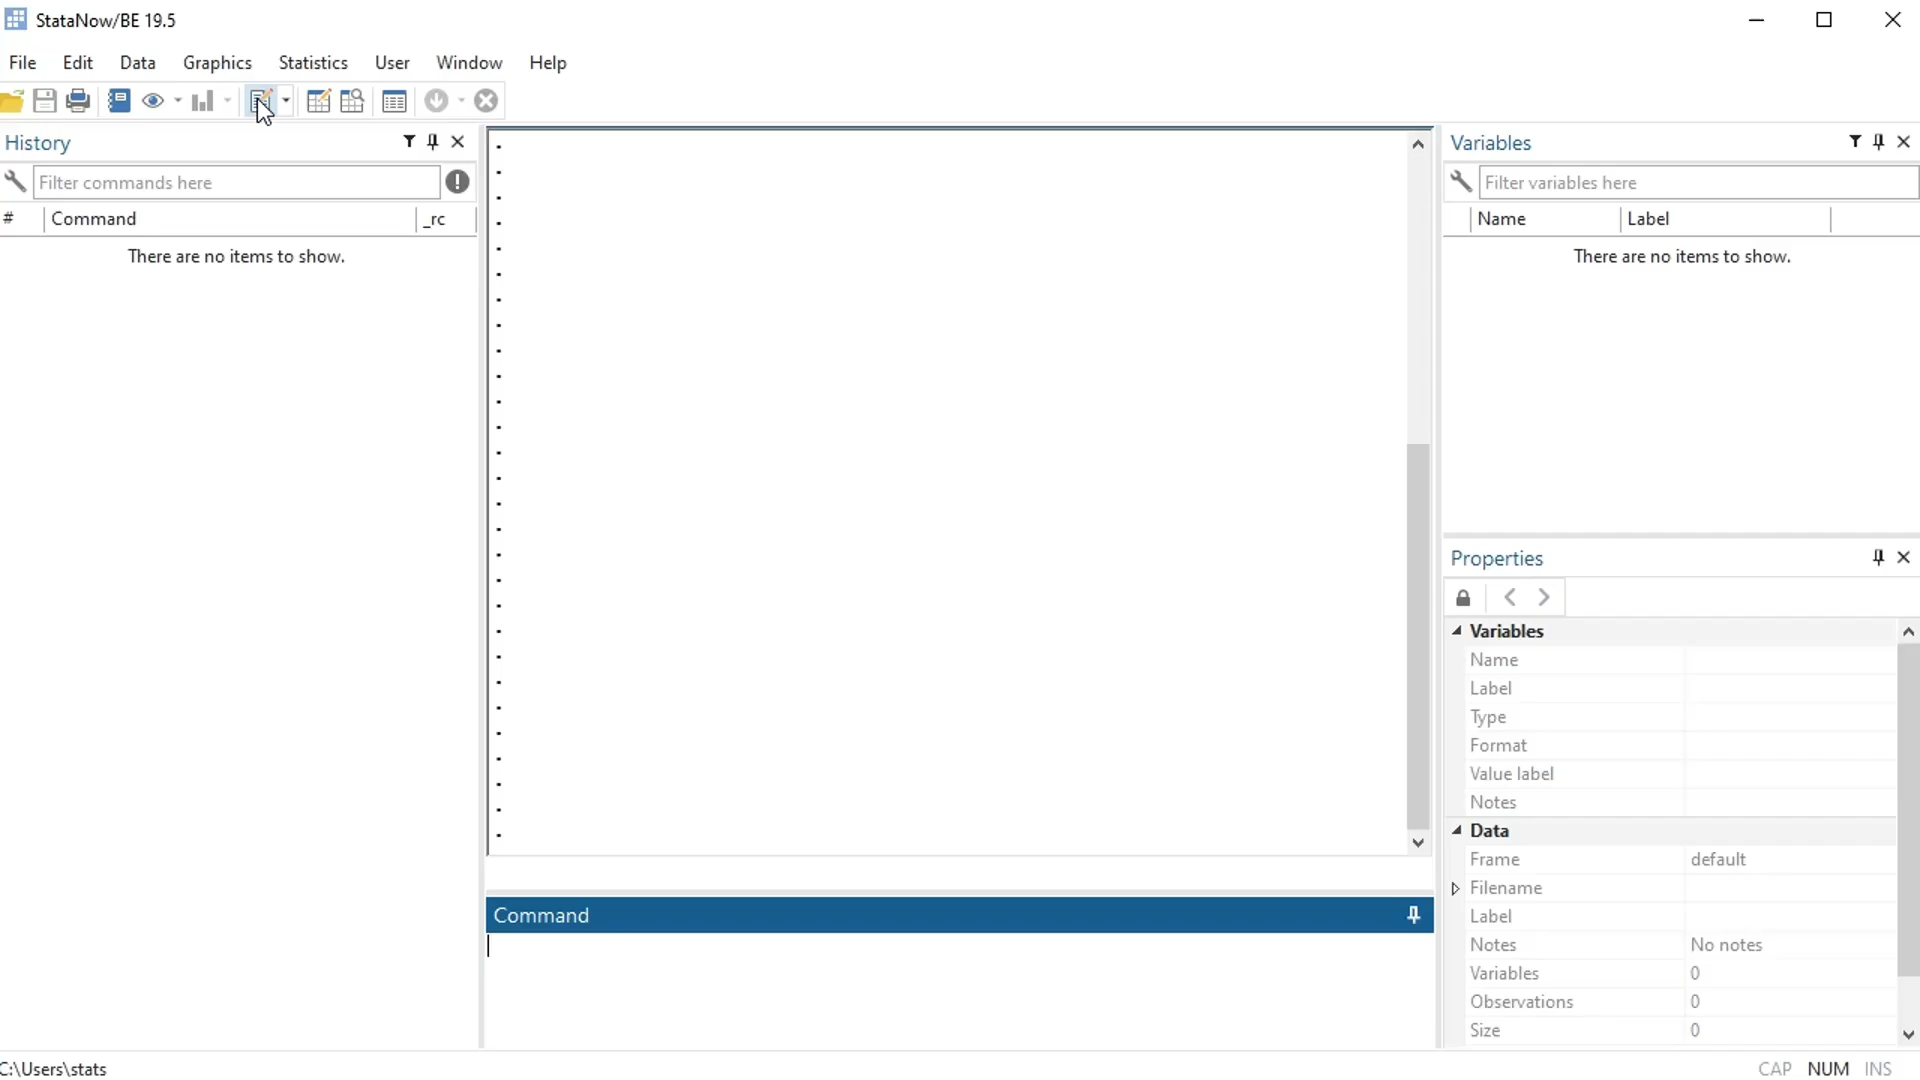 StataNow/BE 19.5
File Edit Data Graphics Statistics User Window Help
History
Filter commands here
# Command _rc
There are no items to show.
Command
Variables
Filter variables here
Name Label
There are no items to show.
Properties
Variables
Name
Label
Type
Format
Value label
Notes
Data
Frame default
Filename
Label
Notes No notes
Variables 0
Observations 0
Size 0
C:\Users\stats
CAP NUM INS